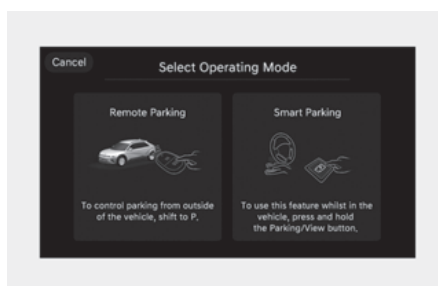 Cancel
Select Operating Mode
Remote Parking
To control parking from outside
of the vehicle, shift to P.
Smart Parking
To use this feature whilst in the
vehicle, press and hold
the Parking/View button.